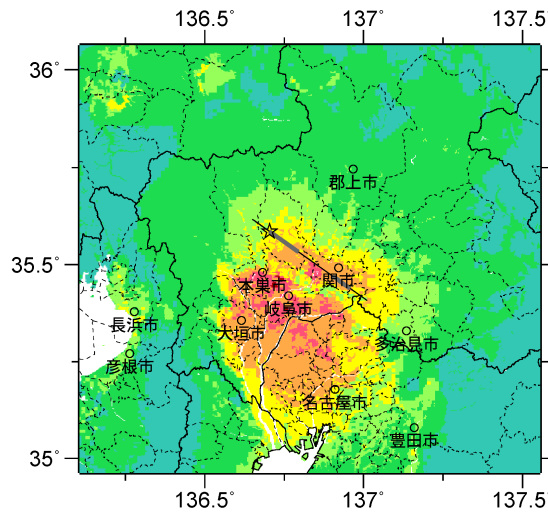 136.5° 137° 137.5°
36°
郡上市
35.5°
本巣市 関市
岐阜市
長浜市 大垣市 多治見市
彦根市
名古屋市
豊田市
35°
136.5° 137° 137.5°